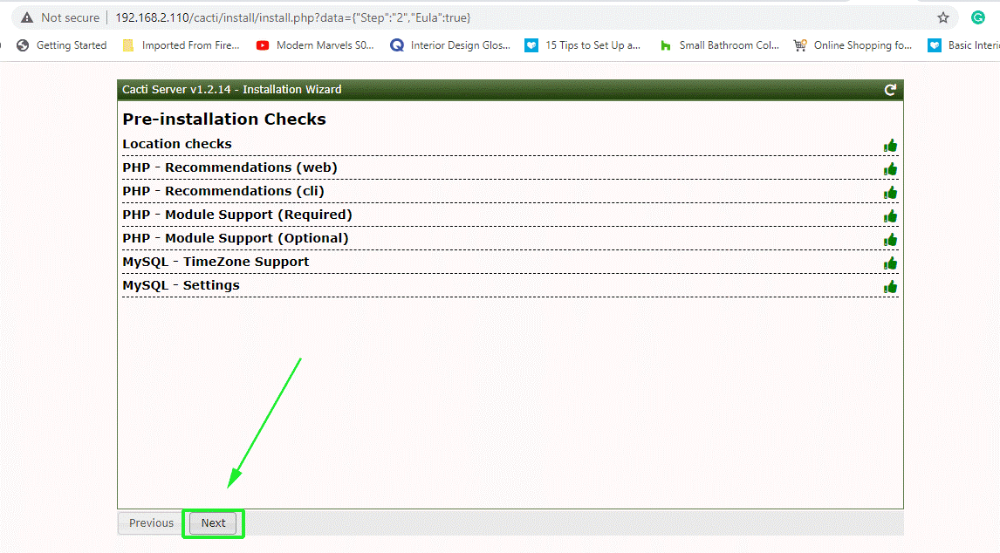 Not secure | 192.168.2.110/cacti/install/install.php?data={"Step":"2","Eula":true}
Getting Started Imported From Fire... Modern Marvels S0... Interior Design Glos... 15 Tips to Set Up a... Small Bathroom Col... Online Shopping fo... Basic Interi
Cacti Server v1.2.14 - Installation Wizard
Pre-installation Checks
Location checks
PHP - Recommendations (web)
PHP - Recommendations (cli)
PHP - Module Support (Required)
PHP - Module Support (Optional)
MySQL - TimeZone Support
MySQL - Settings
Previous Next